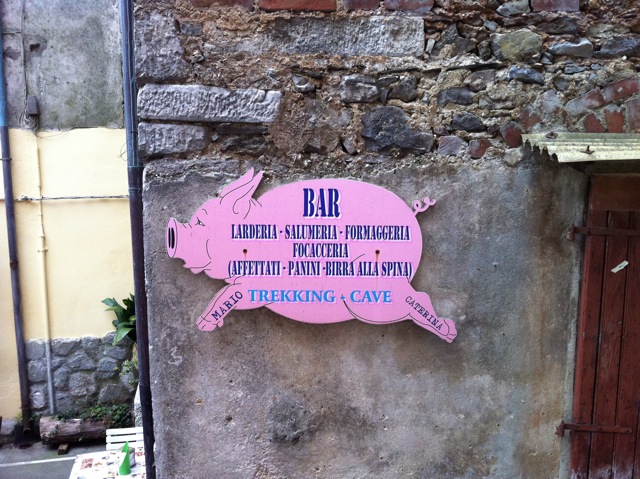 BAR
LARDERIA - SALUMERIA - FORMAGGERIA
FOCACCERIA
(AFFETTATI - PANINI -BIRRA ALLA SPINA)
TREKKING - CAVE
MARIO
CATERINA